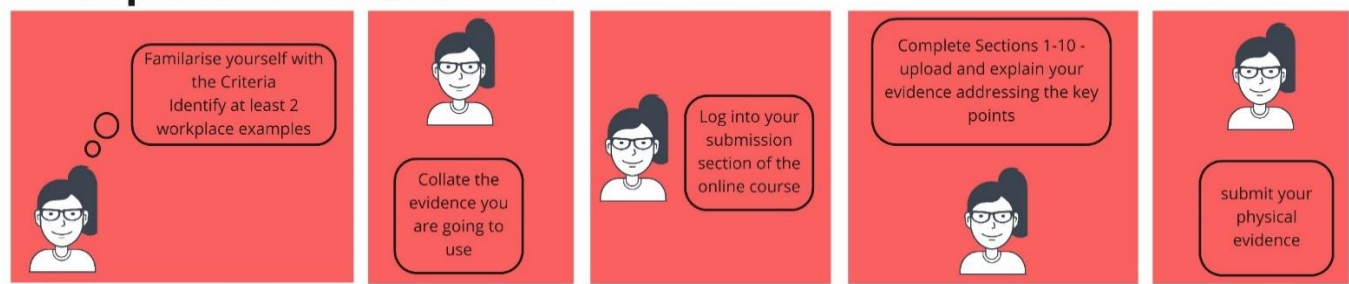 Familarise yourself with
the Criteria
Identify at least 2
workplace examples
Collate the
evidence you
are going to
use
Log into your
submission
section of the
online course
Complete Sections 1-10 -
upload and explain your
evidence addressing the key
points
submit your
physical
evidence